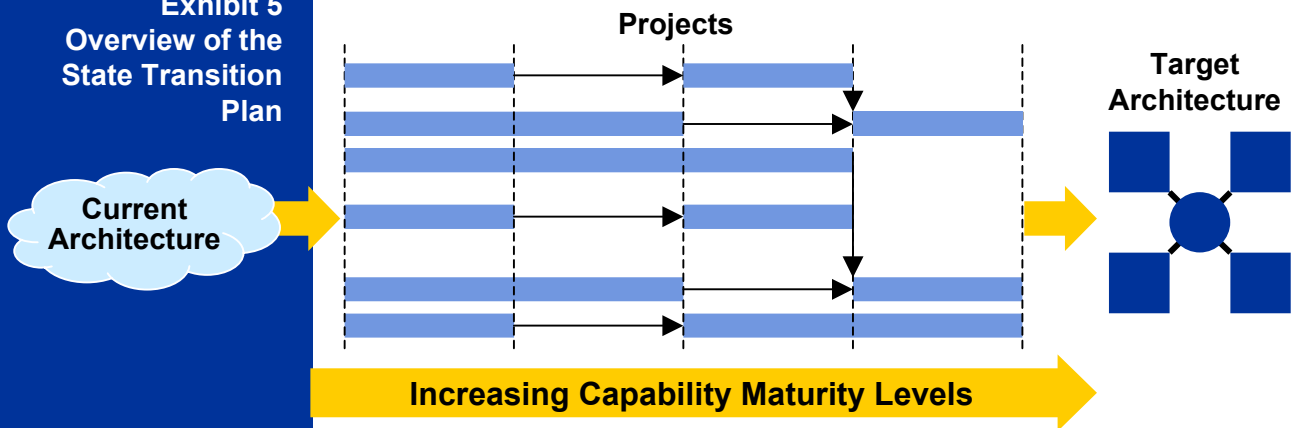 Exhibit 5
Overview of the
State Transition
Plan
Projects
Target
Architecture
Current
Architecture
Increasing Capability Maturity Levels